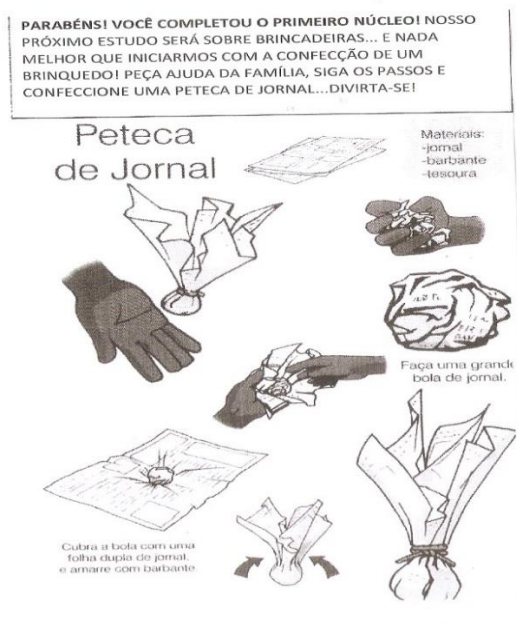 PARABÉNS! VOCÊ COMPLETOU O PRIMEIRO NÚCLEO! NOSSO
PRÓXIMO ESTUDO SERÁ SOBRE BRINCADEIRAS... E NADA
MELHOR QUE INICIARMOS COM A CONFECÇÃO DE UM
BRINQUEDO! PEÇA AJUDA DA FAMÍLIA, SIGA OS PASSOS E
CONFECCIONE UMA PETECA DE JORNAL...DIVIRTA-SE!
Peteca
de Jornal
Materiais:
-jornal
-barbante
-tesoura
Faça uma grande
bola de jornal.
Cubra a bola com uma
folha dupla de jornal,
e amarre com barbante